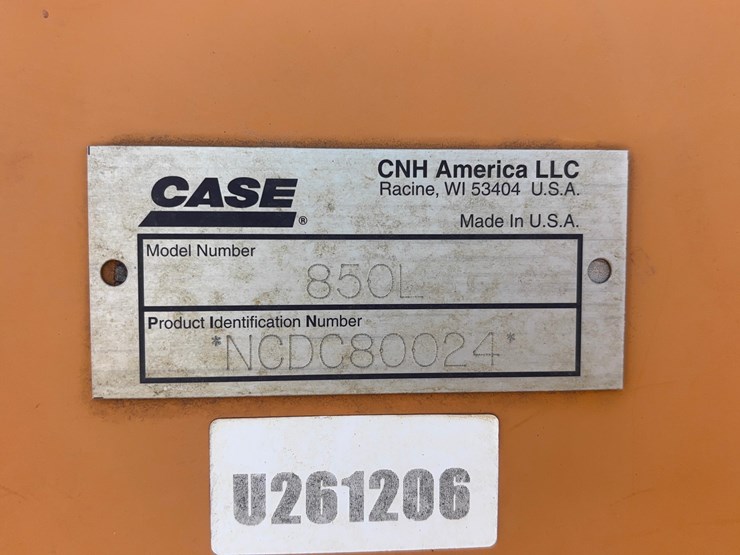 CASE®
CNH America LLC
Racine, WI 53404 U.S.A.
Made In U.S.A.
Model Number
850L
Product Identification Number
*NCDC80024*
U261206